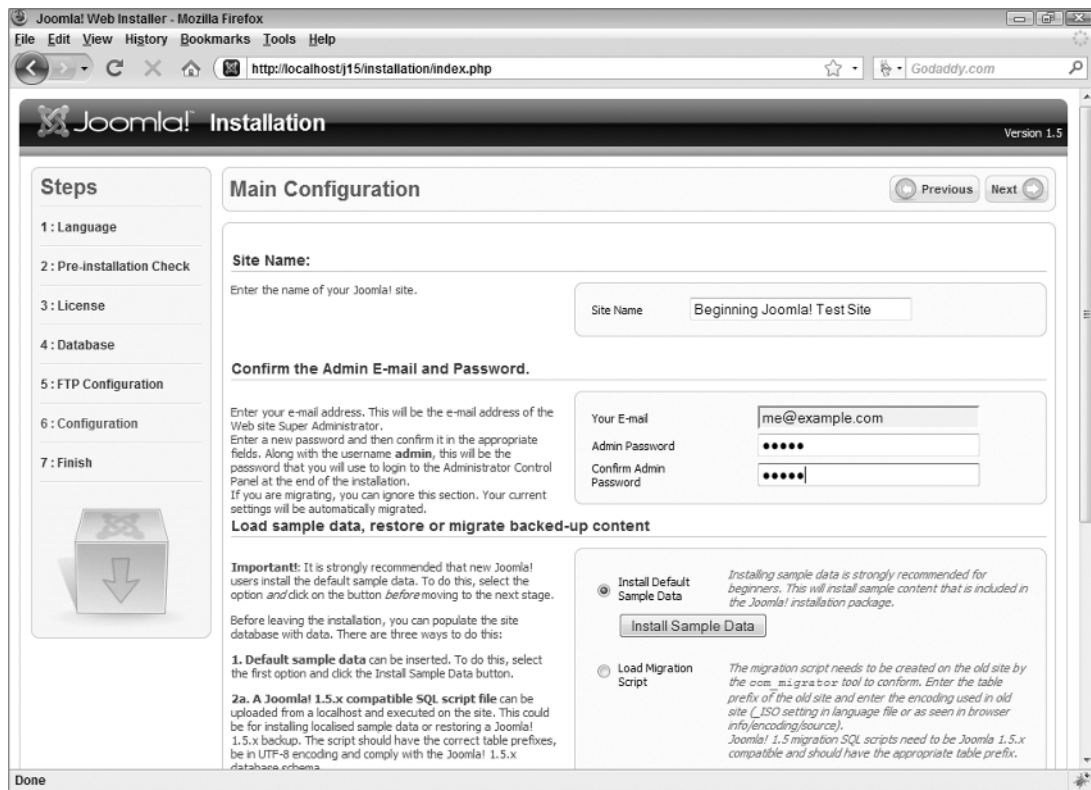 Joomla! Web Installer - Mozilla Firefox
File Edit View History Bookmarks Tools Help
http://localhost/j15/installation/index.php
Godaddy.com
Joomla!™ Installation
Version 1.5
Steps
1 : Language
2 : Pre-installation Check
3 : License
4 : Database
5 : FTP Configuration
6 : Configuration
7 : Finish
Main Configuration
Previous
Next
Site Name:
Enter the name of your Joomla! site.
Site Name
Beginning Joomla! Test Site
Confirm the Admin E-mail and Password.
Enter your e-mail address. This will be the e-mail address of the
Web site Super Administrator.
Enter a new password and then confirm it in the appropriate
fields. Along with the username admin, this will be the
password that you will use to login to the Administrator Control
Panel at the end of the installation.
If you are migrating, you can ignore this section. Your current
settings will be automatically migrated.
Your E-mail
me@example.com
Admin Password
●●●●●
Confirm Admin
Password
●●●●●
Load sample data, restore or migrate backed-up content
Important!: It is strongly recommended that new Joomla!
users install the default sample data. To do this, select the
option and click on the button before moving to the next stage.
Before leaving the installation, you can populate the site
database with data. There are three ways to do this:
1. Default sample data can be inserted. To do this, select
the first option and click the Install Sample Data button.
2a. A Joomla! 1.5.x compatible SQL script file can be
uploaded from a localhost and executed on the site. This could
be for installing localised sample data or restoring a Joomla!
1.5.x backup. The script should have the correct table prefixes,
be in UTF-8 encoding and comply with the Joomla! 1.5.x
database schema.
Install Default
Sample Data
Installing sample data is strongly recommended for
beginners. This will install sample content that is included in
the Joomla! installation package.
Install Sample Data
Load Migration
Script
The migration script needs to be created on the old site by
the com_migrator tool to conform. Enter the table
prefix of the old site and enter the encoding used in old
site (_ISO setting in language file or as seen in browser
info/encoding/source).
Joomla! 1.5 migration SQL scripts need to be Joomla 1.5.x
compatible and should have the appropriate table prefix.
Done